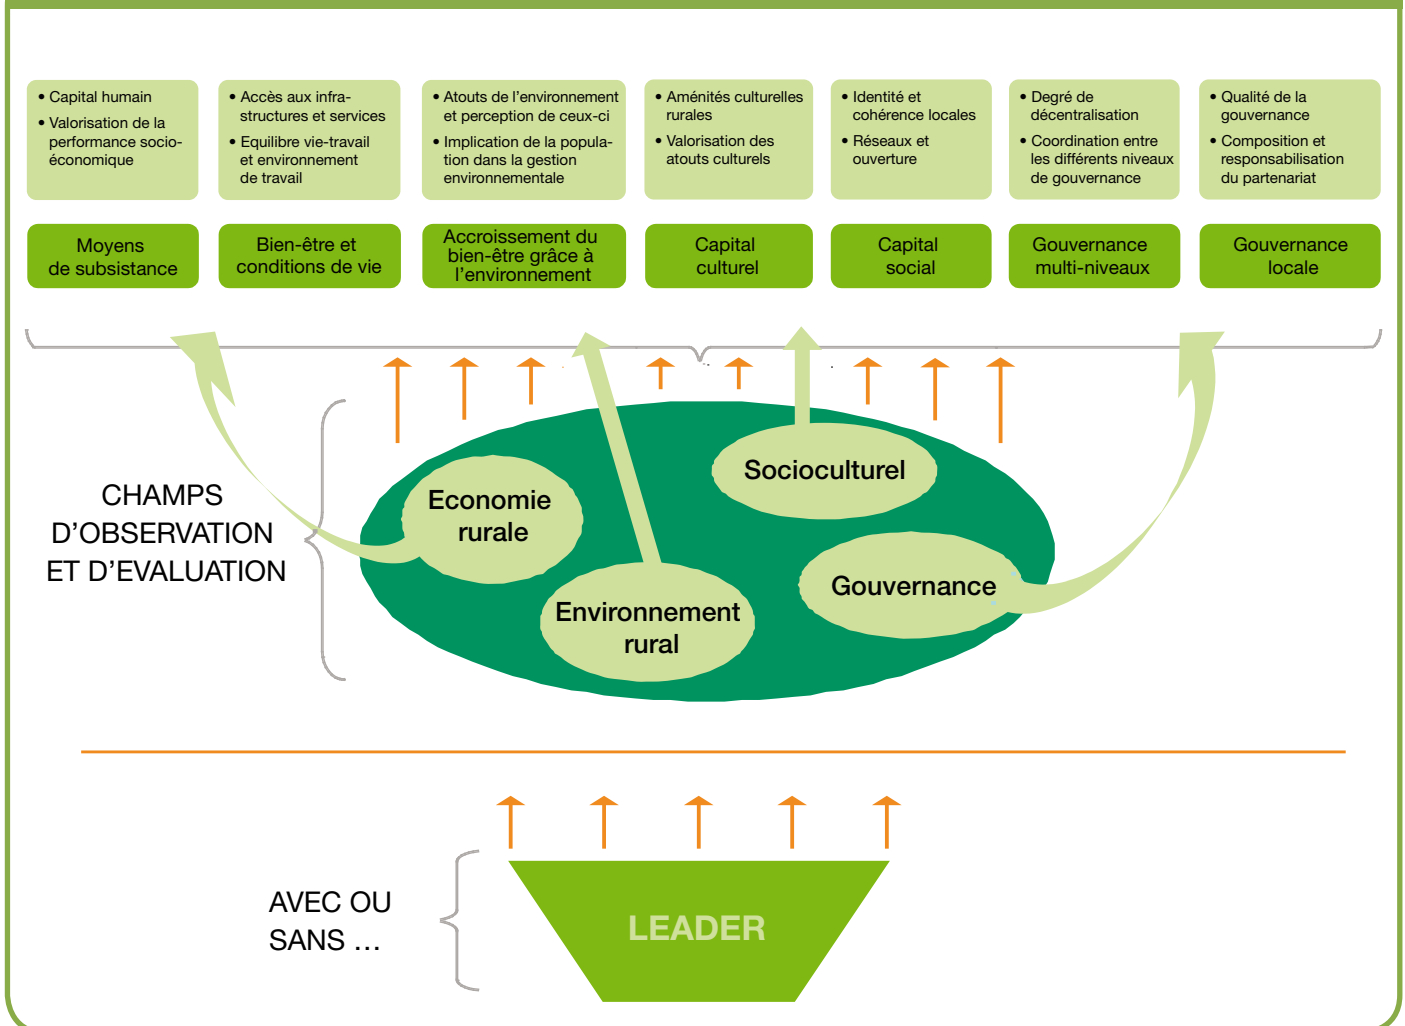 • Capital humain
• Valorisation de la
performance socio-
économique
• Accès aux infra-
structures et services
• Equilibre vie-travail
et environnement
de travail
• Atouts de l'environnement
et perception de ceux-ci
• Implication de la popula-
tion dans la gestion
environnementale
• Aménités culturelles
rurales
• Valorisation des
atouts culturels
• Identité et
cohérence locales
• Réseaux et
ouverture
• Degré de
décentralisation
• Coordination entre
les différents niveaux
de gouvernance
• Qualité de la
gouvernance
• Composition et
responsabilisation
du partenariat
Moyens
de subsistance
Bien-être et
conditions de vie
Accroissement du
bien-être grâce à
l'environnement
Capital
culturel
Capital
social
Gouvernance
multi-niveaux
Gouvernance
locale
CHAMPS
D'OBSERVATION
ET D'EVALUATION
Economie
rurale
Socioculturel
Environnement
rural
Gouvernance
AVEC OU
SANS …
LEADER